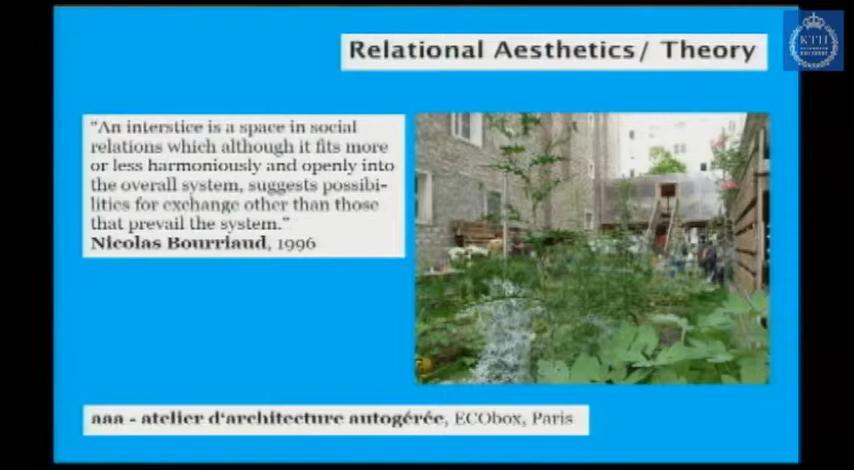 Relational Aesthetics/ Theory
KTH
"An interstice is a space in social
relations which although it fits more
or less harmoniously and openly into
the overall system, suggests possibi-
lities for exchange other than those
that prevail the system."
Nicolas Bourriaud, 1996
aaa - atelier d'architecture autogérée, ECObox, Paris